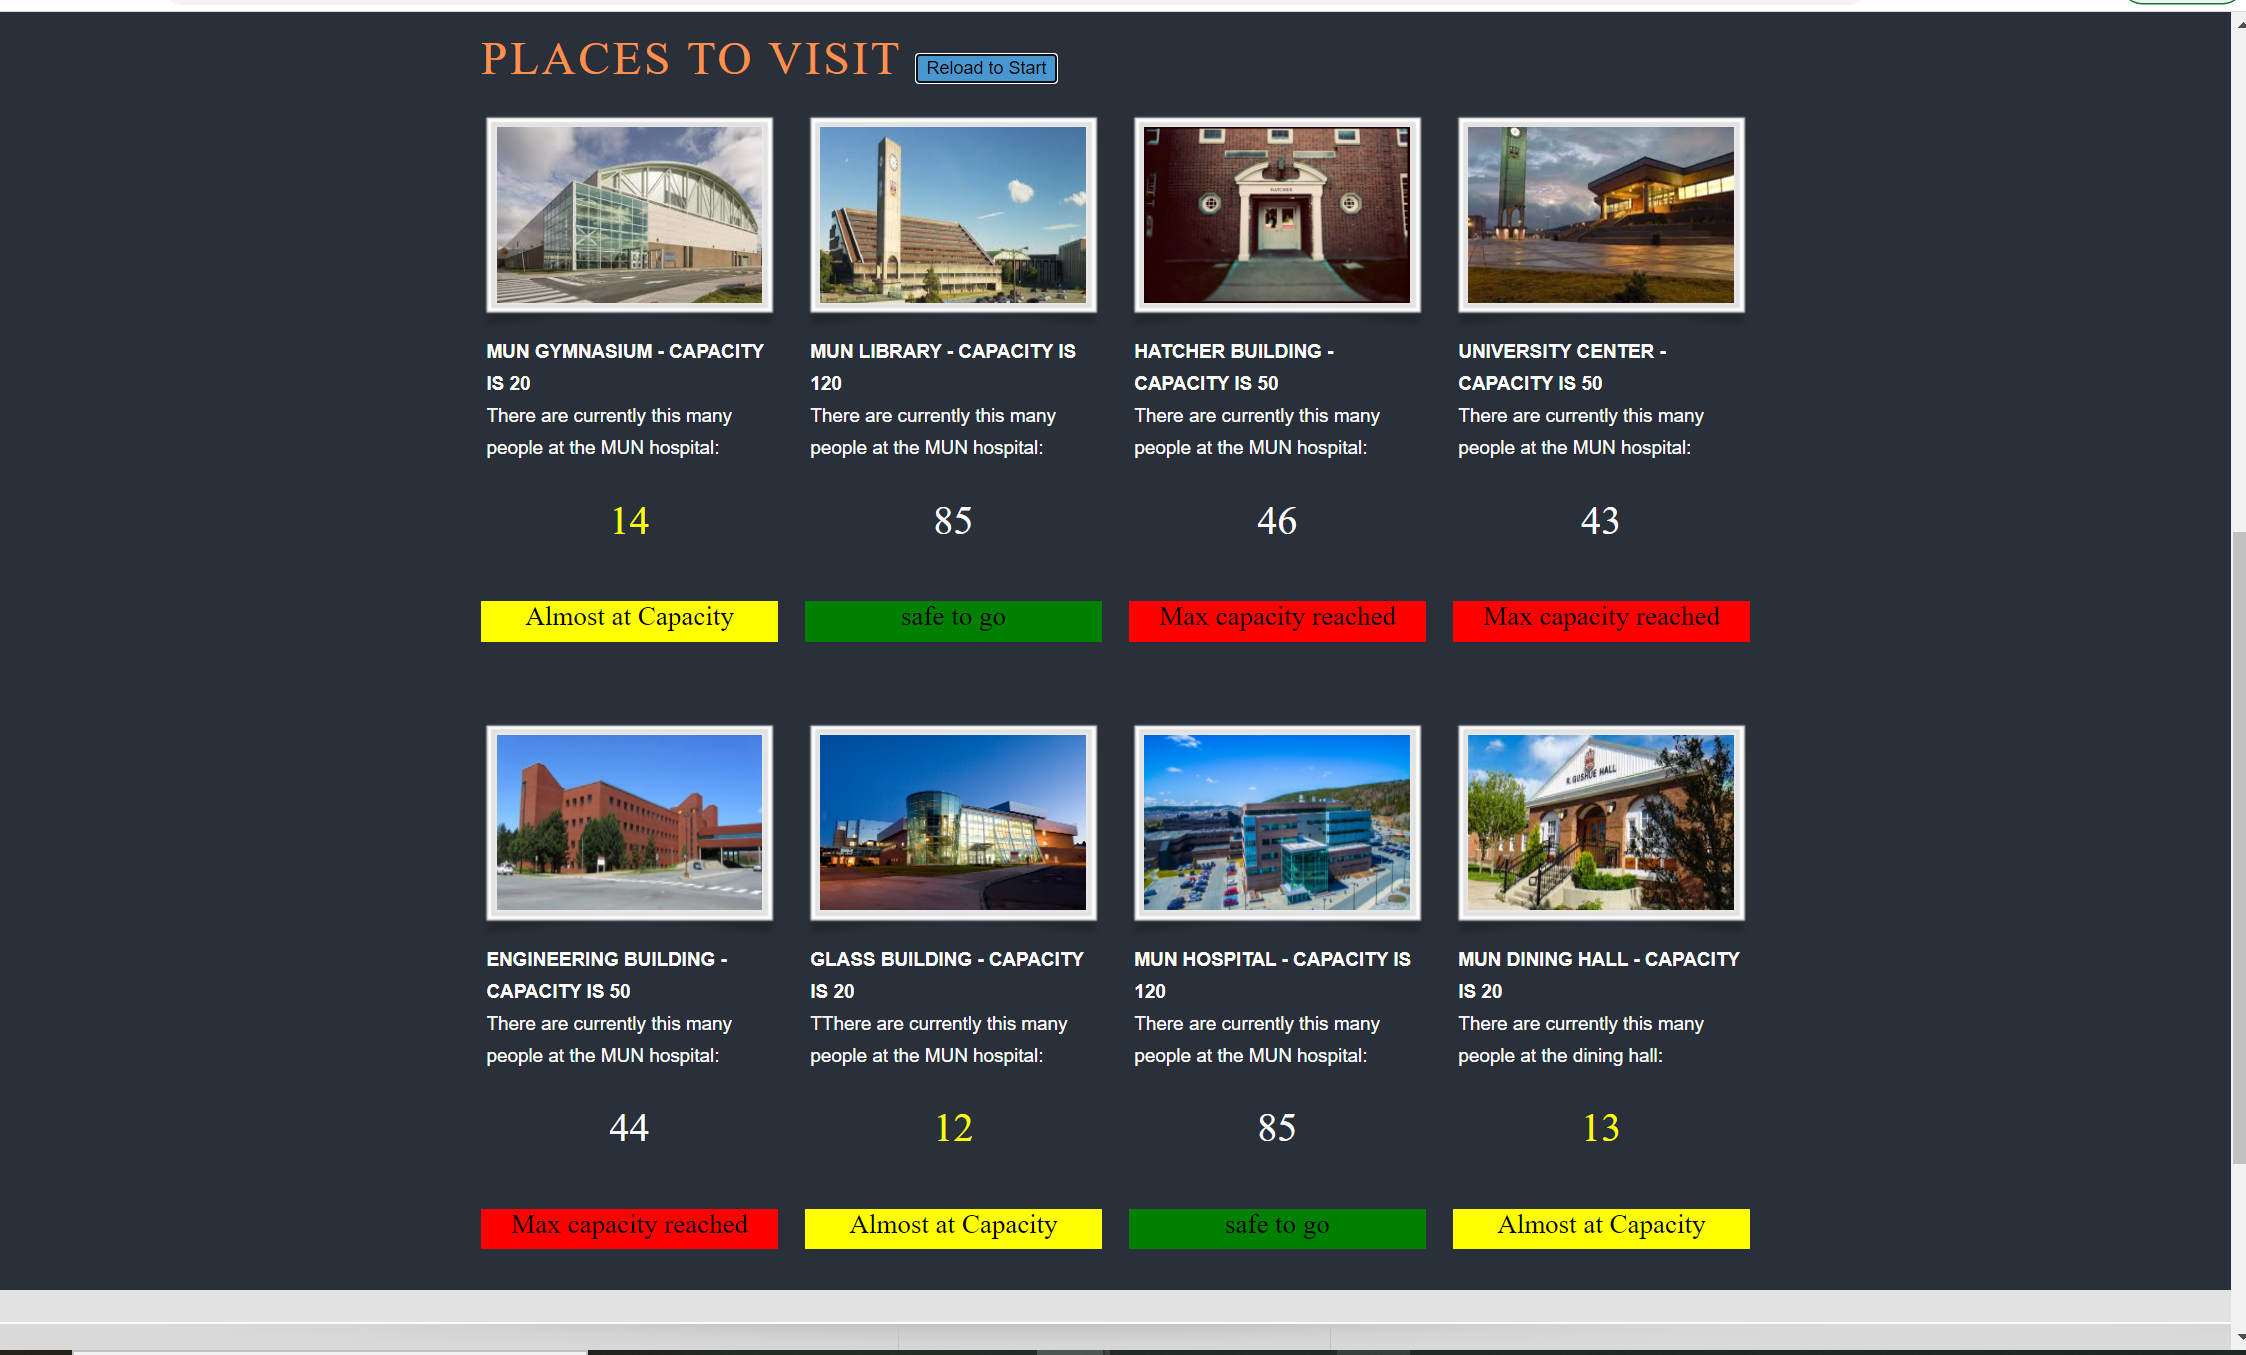 PLACES TO VISIT Reload to Start
HATCHER
MUN GYMNASIUM - CAPACITY
IS 20
There are currently this many
people at the MUN hospital:
14
Almost at Capacity
MUN LIBRARY - CAPACITY IS
120
There are currently this many
people at the MUN hospital:
85
safe to go
HATCHER BUILDING -
CAPACITY IS 50
There are currently this many
people at the MUN hospital:
46
Max capacity reached
UNIVERSITY CENTER -
CAPACITY IS 50
There are currently this many
people at the MUN hospital:
43
Max capacity reached
ENGINEERING BUILDING -
CAPACITY IS 50
There are currently this many
people at the MUN hospital:
44
Max capacity reached
GLASS BUILDING - CAPACITY
IS 20
TThere are currently this many
people at the MUN hospital:
12
Almost at Capacity
MUN HOSPITAL - CAPACITY IS
120
There are currently this many
people at the MUN hospital:
85
safe to go
R. GUSHUE HALL
MUN DINING HALL - CAPACITY
IS 20
There are currently this many
people at the dining hall:
13
Almost at Capacity